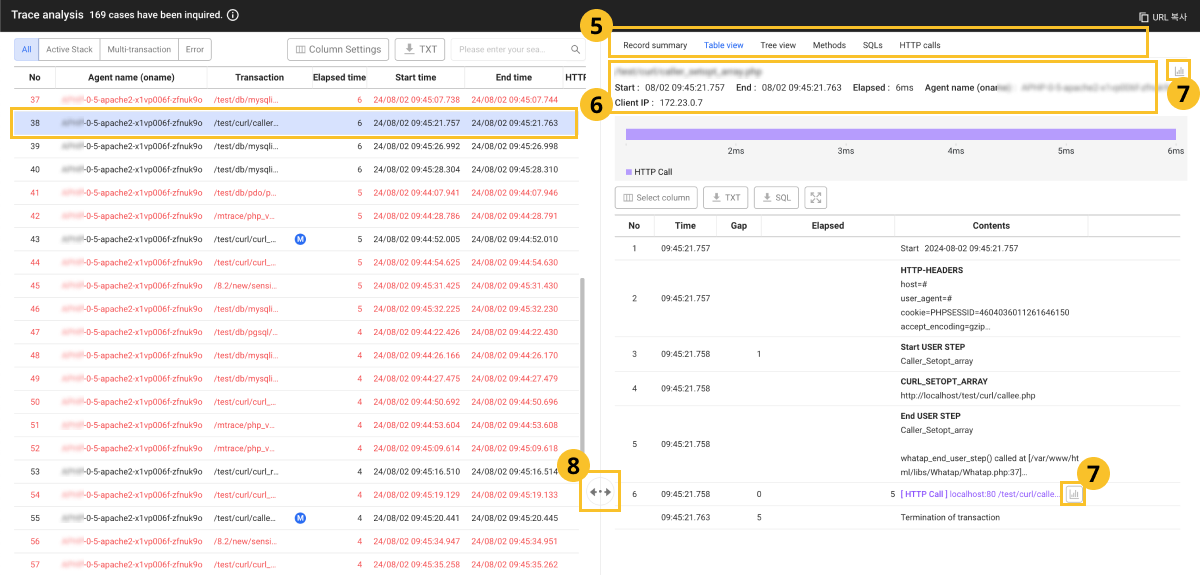 Trace analysis 169 cases have been inquired.
URL 복사
All Active Stack Multi-transaction Error
Column Settings TXT Please enter your sea...
No Agent name (oname) Transaction Elapsed time Start time End time HTTP
37 -0-5-apache2-x1vp006f-zfnuk9o /test/db/mysqli... 6 24/08/02 09:45:07.738 24/08/02 09:45:07.744
38 -0-5-apache2-x1vp006f-zfnuk9o /test/curl/caller... 6 24/08/02 09:45:21.757 24/08/02 09:45:21.763
39 -0-5-apache2-x1vp006f-zfnuk9o /test/db/mysqli... 6 24/08/02 09:45:26.992 24/08/02 09:45:26.998
40 -0-5-apache2-x1vp006f-zfnuk9o /test/db/mysqli... 6 24/08/02 09:45:28.304 24/08/02 09:45:28.310
41 -0-5-apache2-x1vp006f-zfnuk9o /test/db/pdo/p... 5 24/08/02 09:44:07.941 24/08/02 09:44:07.946
42 -0-5-apache2-x1vp006f-zfnuk9o /mtrace/php_v... 5 24/08/02 09:44:28.786 24/08/02 09:44:28.791
43 -0-5-apache2-x1vp006f-zfnuk9o /test/curl/curl_... M 5 24/08/02 09:44:52.005 24/08/02 09:44:52.010
44 -0-5-apache2-x1vp006f-zfnuk9o /test/curl/curl_... 5 24/08/02 09:44:54.625 24/08/02 09:44:54.630
45 -0-5-apache2-x1vp006f-zfnuk9o /8.2/new/sensi... 5 24/08/02 09:45:31.425 24/08/02 09:45:31.430
46 -0-5-apache2-x1vp006f-zfnuk9o /test/db/mysqli... 5 24/08/02 09:45:32.225 24/08/02 09:45:32.230
47 -0-5-apache2-x1vp006f-zfnuk9o /test/db/pgsql/... 4 24/08/02 09:44:22.426 24/08/02 09:44:22.430
48 -0-5-apache2-x1vp006f-zfnuk9o /test/db/mysqli... 4 24/08/02 09:44:26.166 24/08/02 09:44:26.170
49 -0-5-apache2-x1vp006f-zfnuk9o /test/db/mysqli... 4 24/08/02 09:44:27.475 24/08/02 09:44:27.479
50 -0-5-apache2-x1vp006f-zfnuk9o /test/curl/curl_... 4 24/08/02 09:44:50.692 24/08/02 09:44:50.696
51 -0-5-apache2-x1vp006f-zfnuk9o /mtrace/php_v... 4 24/08/02 09:44:53.604 24/08/02 09:44:53.608
52 -0-5-apache2-x1vp006f-zfnuk9o /mtrace/php_v... 4 24/08/02 09:45:09.614 24/08/02 09:45:09.618
53 -0-5-apache2-x1vp006f-zfnuk9o /test/curl/curl_r... 4 24/08/02 09:45:16.510 24/08/02 09:45:16.514
54 -0-5-apache2-x1vp006f-zfnuk9o /test/curl/curl_... 4 24/08/02 09:45:19.129 24/08/02 09:45:19.133
55 -0-5-apache2-x1vp006f-zfnuk9o /test/curl/calle... M 4 24/08/02 09:45:20.441 24/08/02 09:45:20.445
56 -0-5-apache2-x1vp006f-zfnuk9o /8.2/new/sensi... 4 24/08/02 09:45:34.947 24/08/02 09:45:34.951
57 -0-5-apache2-x1vp006f-zfnuk9o /test/curl/curl_... 4 24/08/02 09:45:35.258 24/08/02 09:45:35.262
5
Record summary Table view Tree view Methods SQLs HTTP calls
6
7
Start : 08/02 09:45:21.757 End : 08/02 09:45:21.763 Elapsed : 6ms Agent name (oname) :
Client IP : 172.23.0.7
2ms 3ms 4ms 5ms 6ms
HTTP Call
Select column TXT SQL
No Time Gap Elapsed Contents
1 09:45:21.757 Start 2024-08-02 09:45:21.757
HTTP-HEADERS
host=#
2 09:45:21.757 user_agent=#
cookie=PHPSESSID=4604036011261646150
accept_encoding=gzip...
Start USER STEP
3 09:45:21.758 1 Caller_Setopt_array
CURL_SETOPT_ARRAY
4 09:45:21.758 http://localhost/test/curl/callee.php
End USER STEP
Caller_Setopt_array
5 09:45:21.758
whatap_end_user_step() called at [/var/www/ht
ml/libs/Whatap/Whatap.php:37]...
8
7
6 09:45:21.758 0 5 [ HTTP Call ] localhost:80 /test/curl/calle...
09:45:21.763 5 Termination of transaction